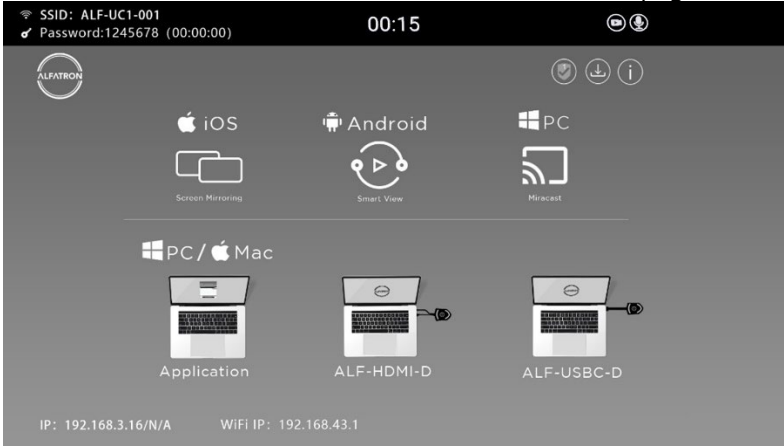 SSID: ALF-UC1-001
Password:1245678 (00:00:00)
00:15
ALFATRON
iOS
Android
PC
Screen Mirroring
Smart View
Miracast
PC/ Mac
Application
ALF-HDMI-D
ALF-USBC-D
IP: 192.168.3.16/N/A
WiFi IP: 192.168.43.1